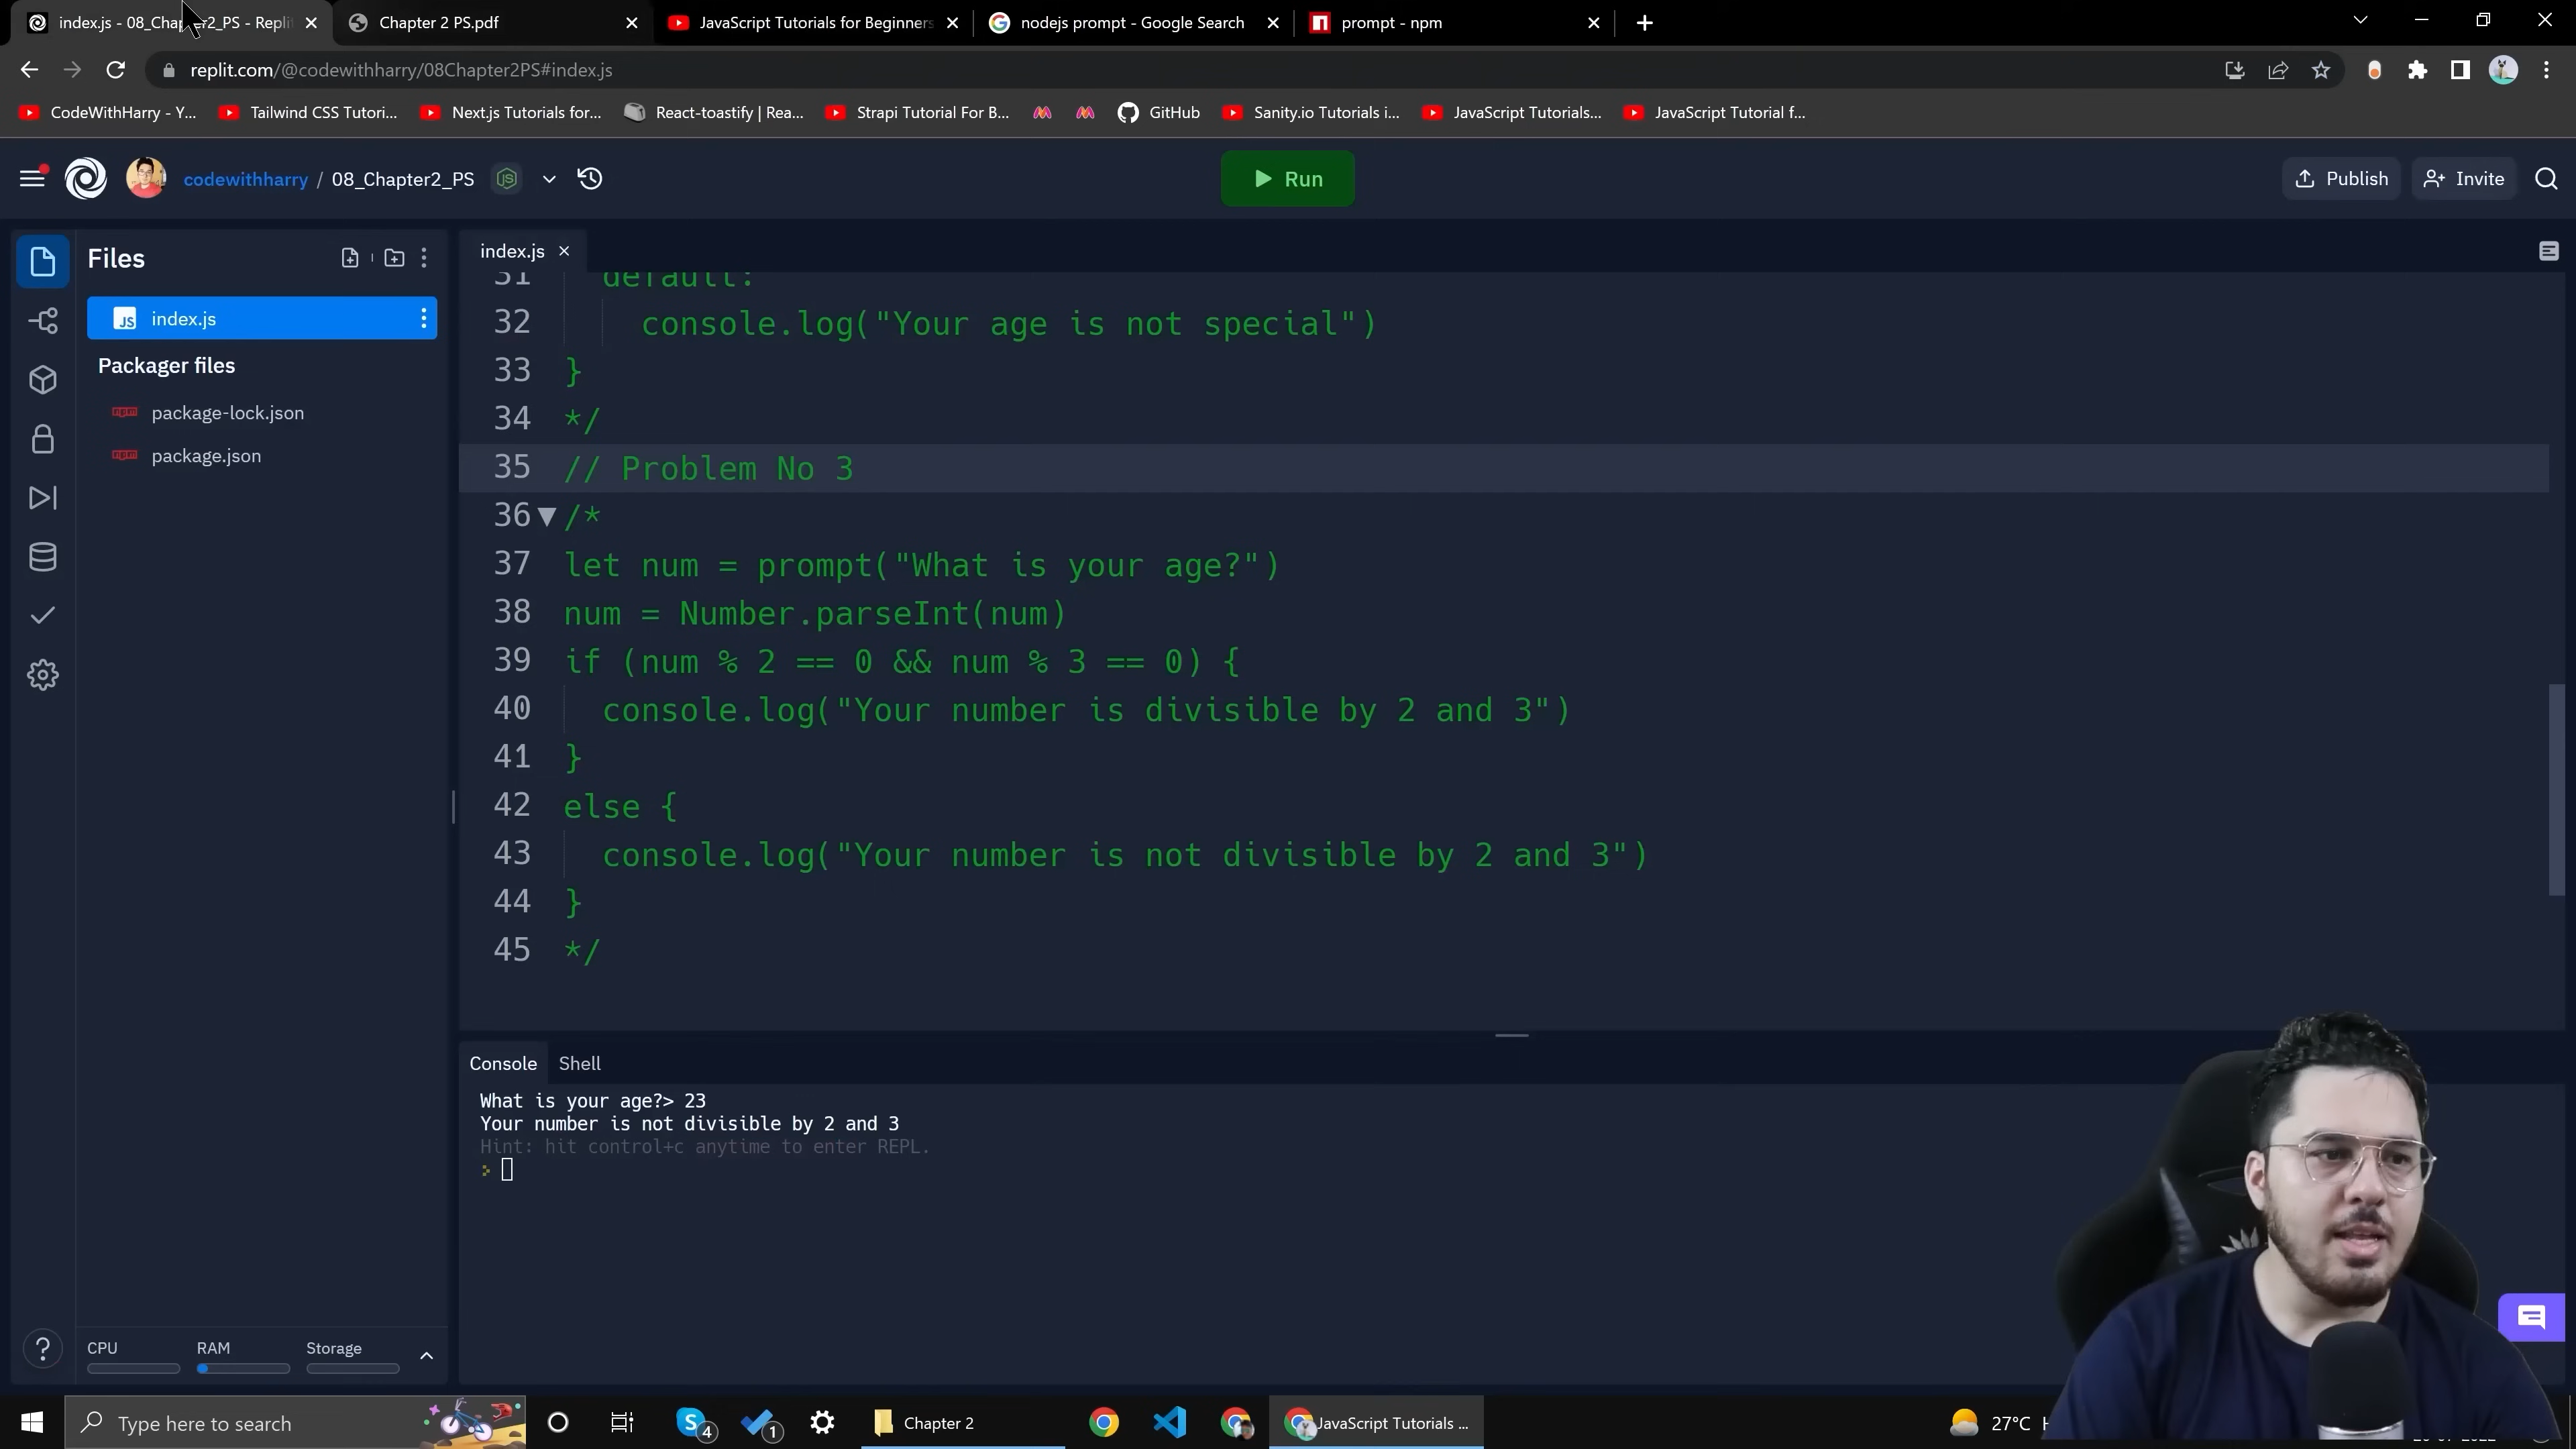 index.js - 08_Chapter2_PS - Replit
Chapter 2 PS.pdf
JavaScript Tutorials for Beginners
nodejs prompt - Google Search
prompt - npm
replit.com/@codewithharry/08Chapter2PS#index.js
CodeWithHarry - Y...
Tailwind CSS Tutori...
Next.js Tutorials for...
React-toastify | Rea...
Strapi Tutorial For B...
GitHub
Sanity.io Tutorials i...
JavaScript Tutorials...
JavaScript Tutorial f...
codewithharry / 08_Chapter2_PS
Run
Publish
Invite
Files
index.js
Packager files
package-lock.json
package.json
index.js
31 default:
32 console.log("Your age is not special")
33 }
34 */
35 // Problem No 3
36 /*
37 let num = prompt("What is your age?")
38 num = Number.parseInt(num)
39 if (num % 2 == 0 && num % 3 == 0) {
40 console.log("Your number is divisible by 2 and 3")
41 }
42 else {
43 console.log("Your number is not divisible by 2 and 3")
44 }
45 */
Console Shell
What is your age?> 23
Your number is not divisible by 2 and 3
Hint: hit control+c anytime to enter REPL.
CPU
RAM
Storage
Type here to search
4
1
Chapter 2
JavaScript Tutorials ...
27°C